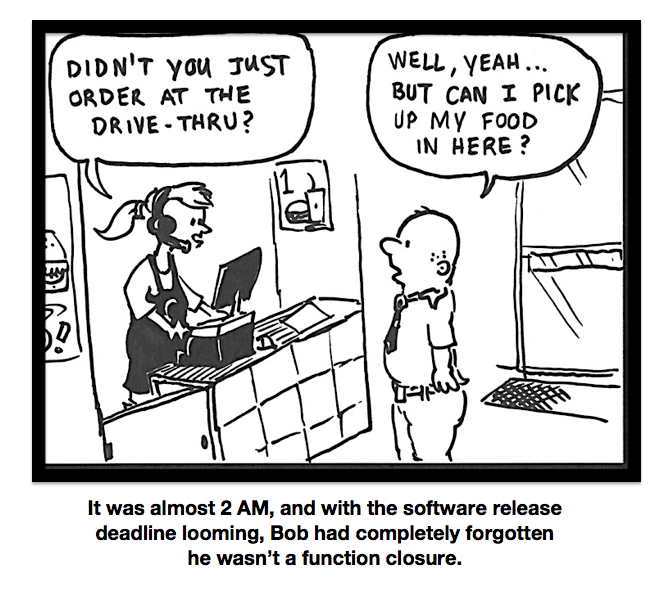 DIDN'T YOU JUST
ORDER AT THE
DRIVE-THRU?
WELL, YEAH...
BUT CAN I PICK
UP MY FOOD
IN HERE?
1
It was almost 2 AM, and with the software release
deadline looming, Bob had completely forgotten
he wasn’t a function closure.